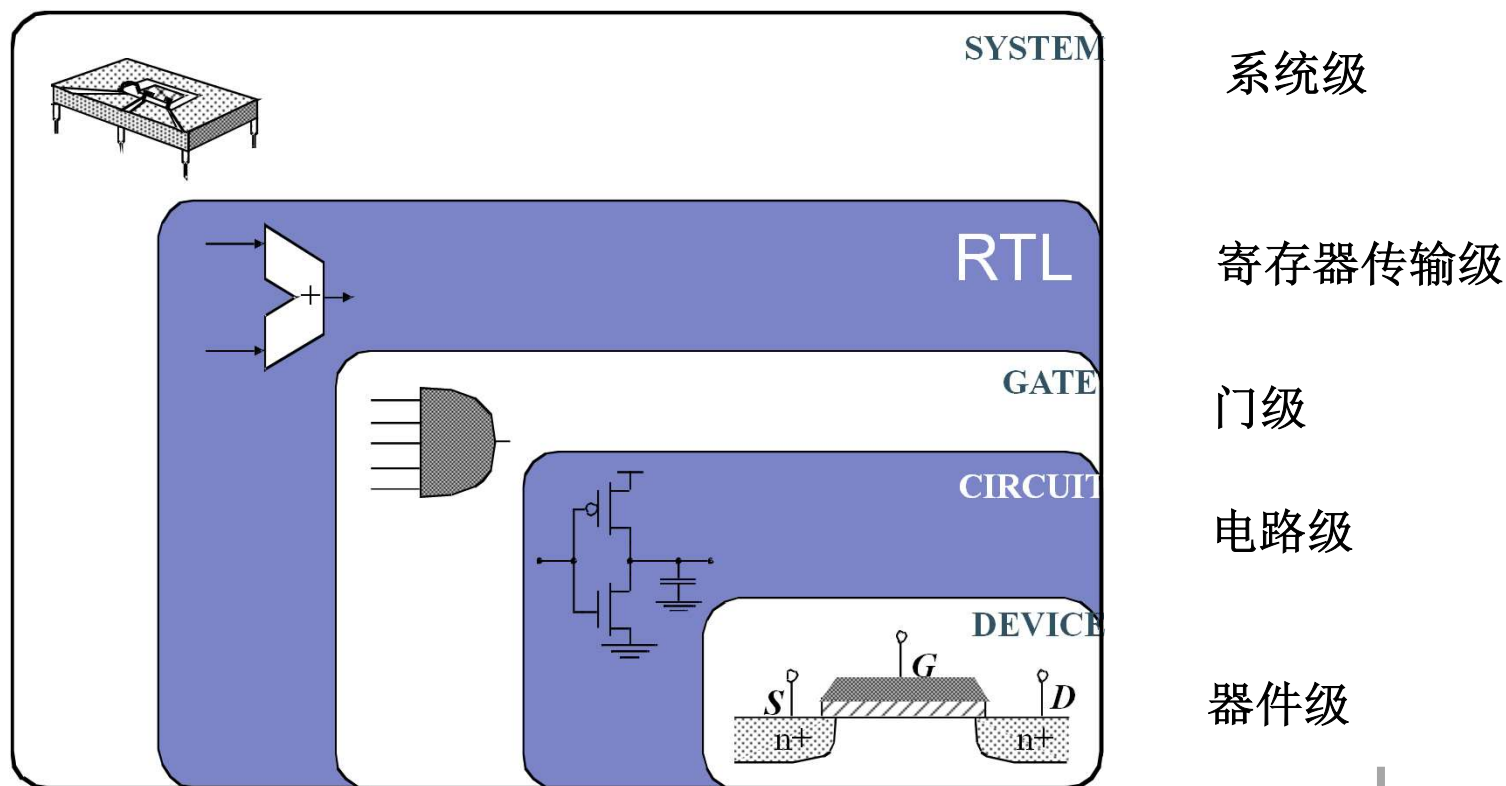 SYSTEM
系统级
RTL
寄存器传输级
+
GATE
门级
CIRCUIT
电路级
DEVICE
G
S
D
器件级
n+
n+